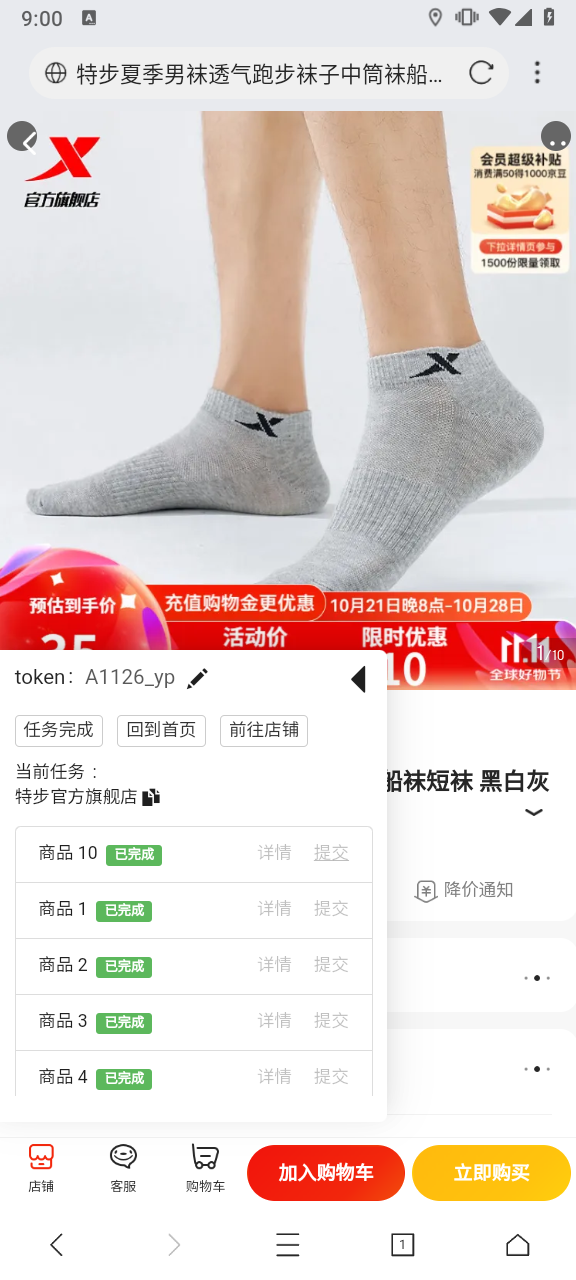 9:00
A
特步夏季男袜透气跑步袜子中筒袜船...
官方旗舰店
会员超级补贴
消费满50得1000京豆
下拉详情页参与
1500份限量领取
预估到手价
充值购物金更优惠
10月21日晚8点-10月28日
活动价
限时优惠
11.11
全球好物节
1/10
token: A1126_yp
任务完成
回到首页
前往店铺
船袜短袜 黑白灰
当前任务：
特步官方旗舰店
商品 10 已完成 详情 提交
降价通知
商品 1 已完成 详情 提交
商品 2 已完成 详情 提交
商品 3 已完成 详情 提交
商品 4 已完成 详情 提交
店铺
客服
购物车
加入购物车
立即购买
1